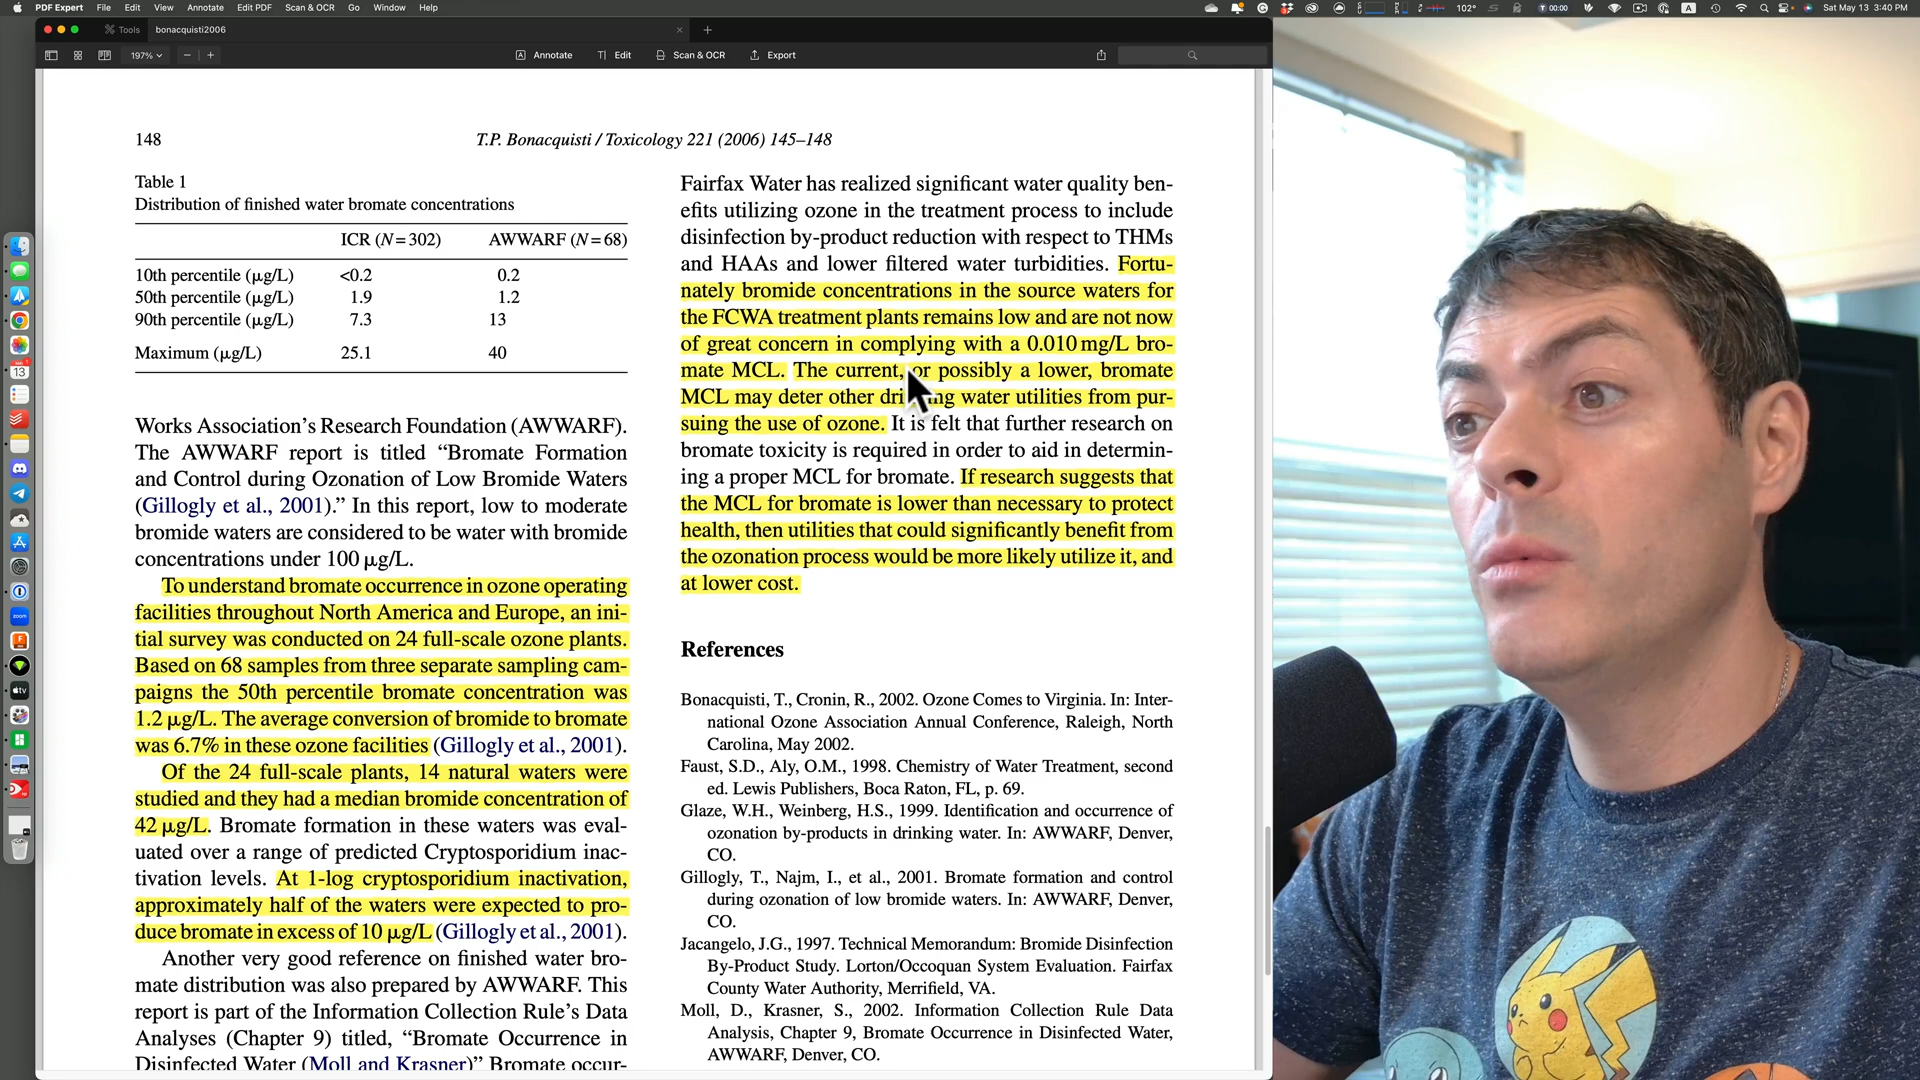 PDF Expert File Edit View Annotate Edit PDF Scan & OCR Go Window Help
102° 00:00 A Sat May 13 3:40 PM
Tools bonacquisti2006
197% Annotate Edit Scan & OCR Export
148 T.P. Bonacquisti / Toxicology 221 (2006) 145–148
Table 1
Distribution of finished water bromate concentrations
ICR (N = 302) AWWARF (N = 68)
10th percentile (μg/L) <0.2 0.2
50th percentile (μg/L) 1.9 1.2
90th percentile (μg/L) 7.3 13
Maximum (μg/L) 25.1 40
Works Association's Research Foundation (AWWARF).
The AWWARF report is titled "Bromate Formation
and Control during Ozonation of Low Bromide Waters
(Gillogly et al., 2001)." In this report, low to moderate
bromide waters are considered to be water with bromide
concentrations under 100 μg/L.
To understand bromate occurrence in ozone operating
facilities throughout North America and Europe, an ini-
tial survey was conducted on 24 full-scale ozone plants.
Based on 68 samples from three separate sampling cam-
paigns the 50th percentile bromate concentration was
1.2 μg/L. The average conversion of bromide to bromate
was 6.7% in these ozone facilities (Gillogly et al., 2001).
Of the 24 full-scale plants, 14 natural waters were
studied and they had a median bromide concentration of
42 μg/L. Bromate formation in these waters was eval-
uated over a range of predicted Cryptosporidium inac-
tivation levels. At 1-log cryptosporidium inactivation,
approximately half of the waters were expected to pro-
duce bromate in excess of 10 μg/L (Gillogly et al., 2001).
Another very good reference on finished water bro-
mate distribution was also prepared by AWWARF. This
report is part of the Information Collection Rule's Data
Analyses (Chapter 9) titled, "Bromate Occurrence in
Disinfected Water (Moll and Krasner)" Bromate occur-
Fairfax Water has realized significant water quality ben-
efits utilizing ozone in the treatment process to include
disinfection by-product reduction with respect to THMs
and HAAs and lower filtered water turbidities. Fortu-
nately bromide concentrations in the source waters for
the FCWA treatment plants remains low and are not now
of great concern in complying with a 0.010 mg/L bro-
mate MCL. The current, or possibly a lower, bromate
MCL may deter other drinking water utilities from pur-
suing the use of ozone. It is felt that further research on
bromate toxicity is required in order to aid in determin-
ing a proper MCL for bromate. If research suggests that
the MCL for bromate is lower than necessary to protect
health, then utilities that could significantly benefit from
the ozonation process would be more likely utilize it, and
at lower cost.
References
Bonacquisti, T., Cronin, R., 2002. Ozone Comes to Virginia. In: Inter-
national Ozone Association Annual Conference, Raleigh, North
Carolina, May 2002.
Faust, S.D., Aly, O.M., 1998. Chemistry of Water Treatment, second
ed. Lewis Publishers, Boca Raton, FL, p. 69.
Glaze, W.H., Weinberg, H.S., 1999. Identification and occurrence of
ozonation by-products in drinking water. In: AWWARF, Denver,
CO.
Gillogly, T., Najm, I., et al., 2001. Bromate formation and control
during ozonation of low bromide waters. In: AWWARF, Denver,
CO.
Jacangelo, J.G., 1997. Technical Memorandum: Bromide Disinfection
By-Product Study. Lorton/Occoquan System Evaluation. Fairfax
County Water Authority, Merrifield, VA.
Moll, D., Krasner, S., 2002. Information Collection Rule Data
Analysis, Chapter 9, Bromate Occurrence in Disinfected Water,
AWWARF, Denver, CO.
13
zoom
tv